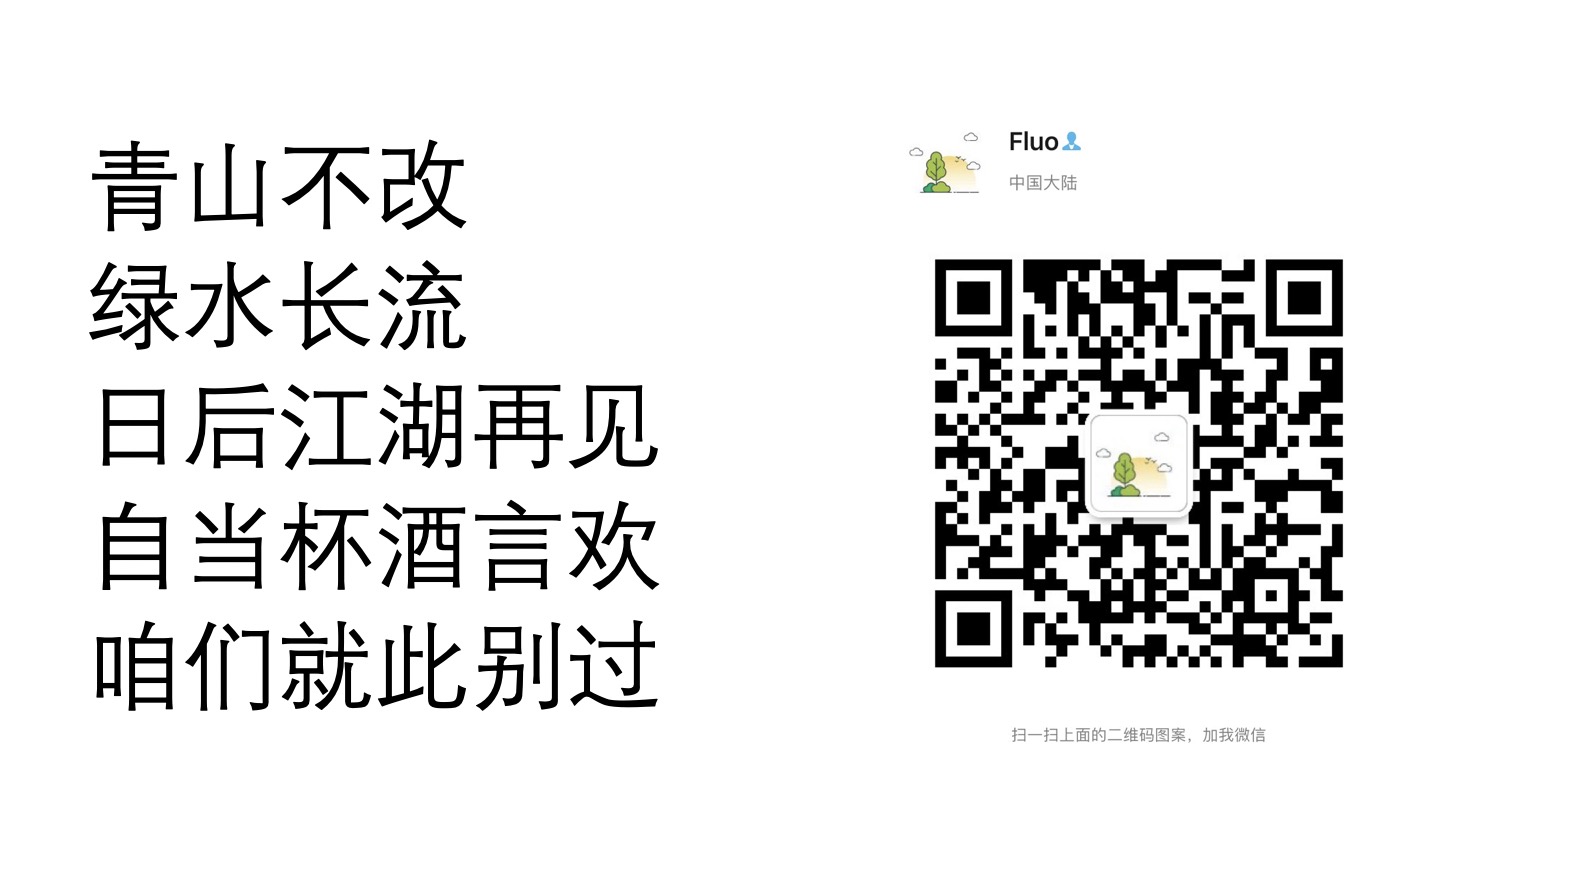 青山不改
绿水长流
日后江湖再见
自当杯酒言欢
咱们就此别过
Fluo
中国大陆
扫一扫上面的二维码图案，加我微信